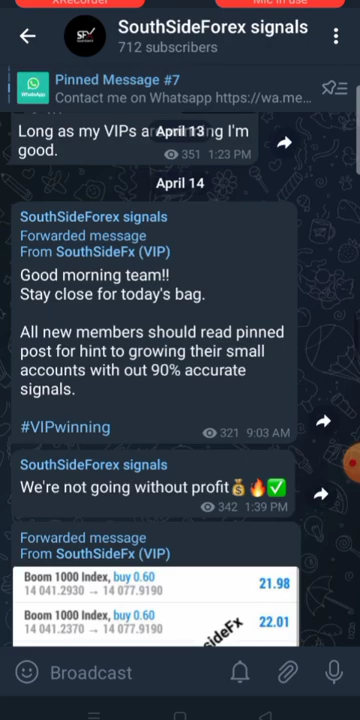 XRecorder
Mic in use
SouthSideForex signals
712 subscribers
Pinned Message #7
Contact me on Whatsapp https://wa.me...
Long as my VIPs are winning I'm
good.
351 1:23 PM
April 13
April 14
SouthSideForex signals
Forwarded message
From SouthSideFx (VIP)
Good morning team!!
Stay close for today's bag.
All new members should read pinned
post for hint to growing their small
accounts with out 90% accurate
signals.
#VIPwinning
321 9:03 AM
SouthSideForex signals
We're not going without profit💰🔥✅
342 1:39 PM
Forwarded message
From SouthSideFx (VIP)
Boom 1000 Index, buy 0.60
14 041.2930 → 14 077.9190
21.98
Boom 1000 Index, buy 0.60
14 041.2370 → 14 077.9190
22.01
sideFx
Broadcast